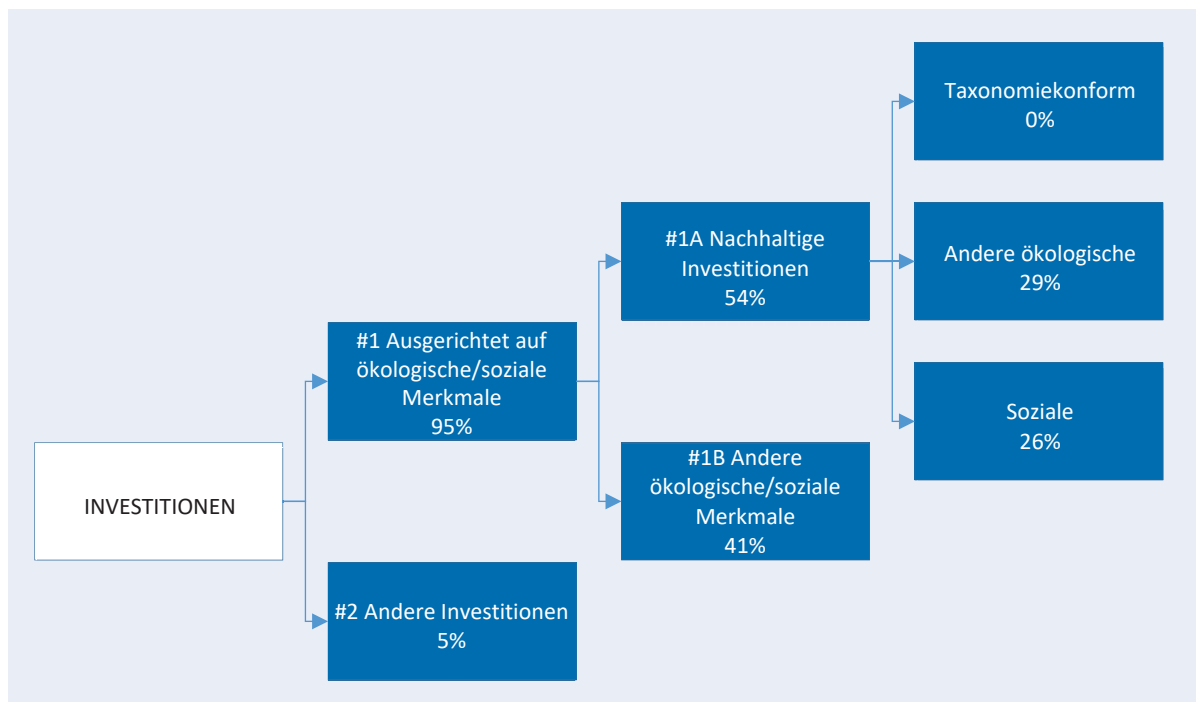 INVESTITIONEN
#1 Ausgerichtet auf
ökologische/soziale
Merkmale
95%
#2 Andere Investitionen
5%
#1A Nachhaltige
Investitionen
54%
#1B Andere
ökologische/soziale
Merkmale
41%
Taxonomiekonform
0%
Andere ökologische
29%
Soziale
26%